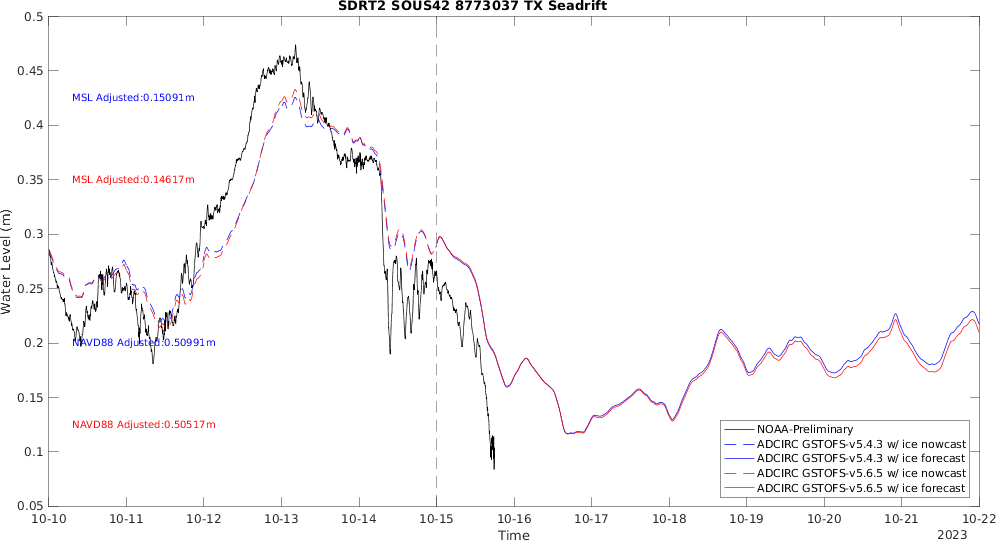 SDRT2 SOUS42 8773037 TX Seadrift
0.5
0.45
MSL Adjusted:0.15091
0.4
0.35
MSL Adjusted:0.14617
0.3
0.25
0.2
NAVD88 Adjusted:0.50991
0.15
NAVD88 Adjusted:0.50517
0.1
0.05
Water Level (m)
NOAA-Preliminary
ADCIRC GSTOFS-v5.4.3 w/ ice nowcast
ADCIRC GSTOFS-v5.4.3 w/ ice forecast
ADCIRC GSTOFS-v5.6.5 w/ ice nowcast
ADCIRC GSTOFS-v5.6.5 w/ ice forecast
10-10 10-11 10-12 10-13 10-14 10-15 10-16 10-17 10-18 10-19 10-20 10-21 10-22
Time
2023